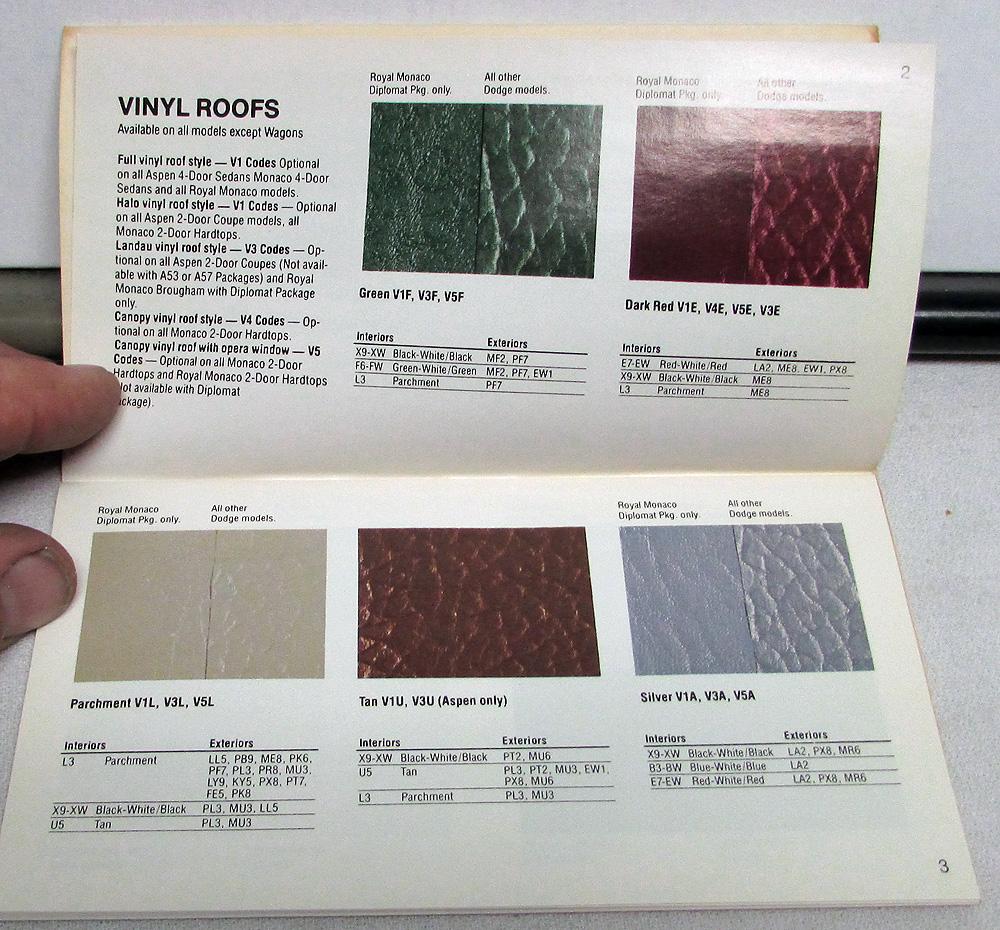 2
VINYL ROOFS
Available on all models except Wagons
Full vinyl roof style — V1 Codes Optional
on all Aspen 4-Door Sedans Monaco 4-Door
Sedans and all Royal Monaco models.
Halo vinyl roof style — V1 Codes — Optional
on all Aspen 2-Door Coupe models, all
Monaco 2-Door Hardtops.
Landau vinyl roof style — V3 Codes — Op-
tional on all Aspen 2-Door Coupes (Not avail-
able with A53 or A57 Packages) and Royal
Monaco Brougham with Diplomat Package
only.
Canopy vinyl roof style — V4 Codes — Op-
tional on all Monaco 2-Door Hardtops.
Canopy vinyl roof with opera window — V5
Codes — Optional on all Monaco 2-Door
Hardtops and Royal Monaco 2-Door Hardtops
available with Diplomat
Royal Monaco
Diplomat Pkg. only.
All other
Dodge models.
Green V1F, V3F, V5F
Interiors Exteriors
X9-XW Black-White/Black MF2, PF7
F6-FW Green-White/Green MF2, PF7, EW1
L3 Parchment PF7
Royal Monaco
Diplomat Pkg. only.
All other
Dodge models.
Dark Red V1E, V4E, V5E, V3E
Interiors Exteriors
E7-EW Red-White/Red LA2, ME8, EW1, PX8
X9-XW Black-White/Black ME8
L3 Parchment ME8
Royal Monaco
Diplomat Pkg. only.
All other
Dodge models.
Parchment V1L, V3L, V5L
Interiors Exteriors
L3 Parchment LL5, PB9, ME8, PK6,
PF7, PL3, PR8, MU3,
LY9, KY5, PX8, PT7,
FE5, PK8
X9-XW Black-White/Black PL3, MU3, LL5
U5 Tan PL3, MU3
Tan V1U, V3U (Aspen only)
Interiors Exteriors
X9-XW Black-White/Black PT2, MU6
U5 Tan PL3, PT2, MU3, EW1,
PX8, MU6
L3 Parchment PL3, MU3
Royal Monaco
Diplomat Pkg. only.
All other
Dodge models.
Silver V1A, V3A, V5A
Interiors Exteriors
X9-XW Black-White/Black LA2, PX8, MR6
B3-BW Blue-White/Blue LA2
E7-EW Red-White/Red LA2, PX8, MR6
3